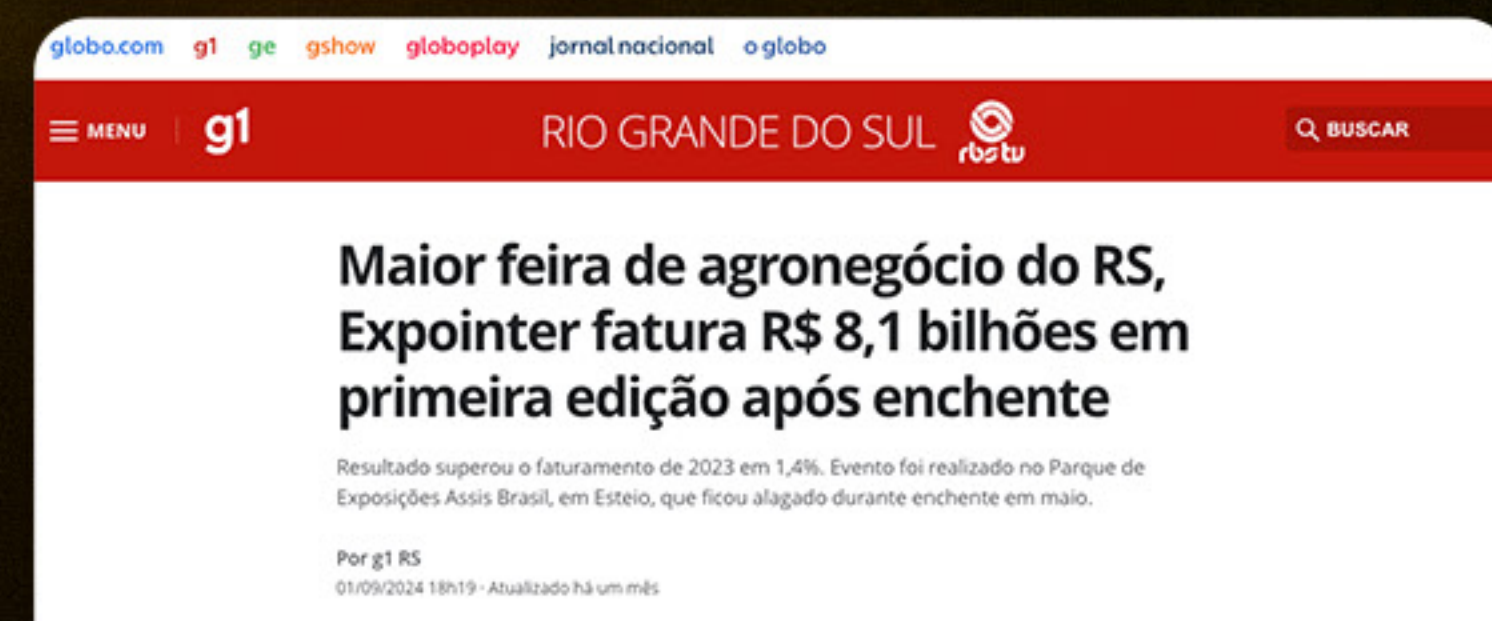 globo.com g1 ge gshow globoplay jornal nacional o globo
MENU g1 RIO GRANDE DO SUL rbs tv BUSCAR
Maior feira de agronegócio do RS,
Expointer fatura R$ 8,1 bilhões em
primeira edição após enchente
Resultado superou o faturamento de 2023 em 1,4%. Evento foi realizado no Parque de
Exposições Assis Brasil, em Esteio, que ficou alagado durante enchente em maio.
Por g1 RS
01/09/2024 18h19 · Atualizado há um mês